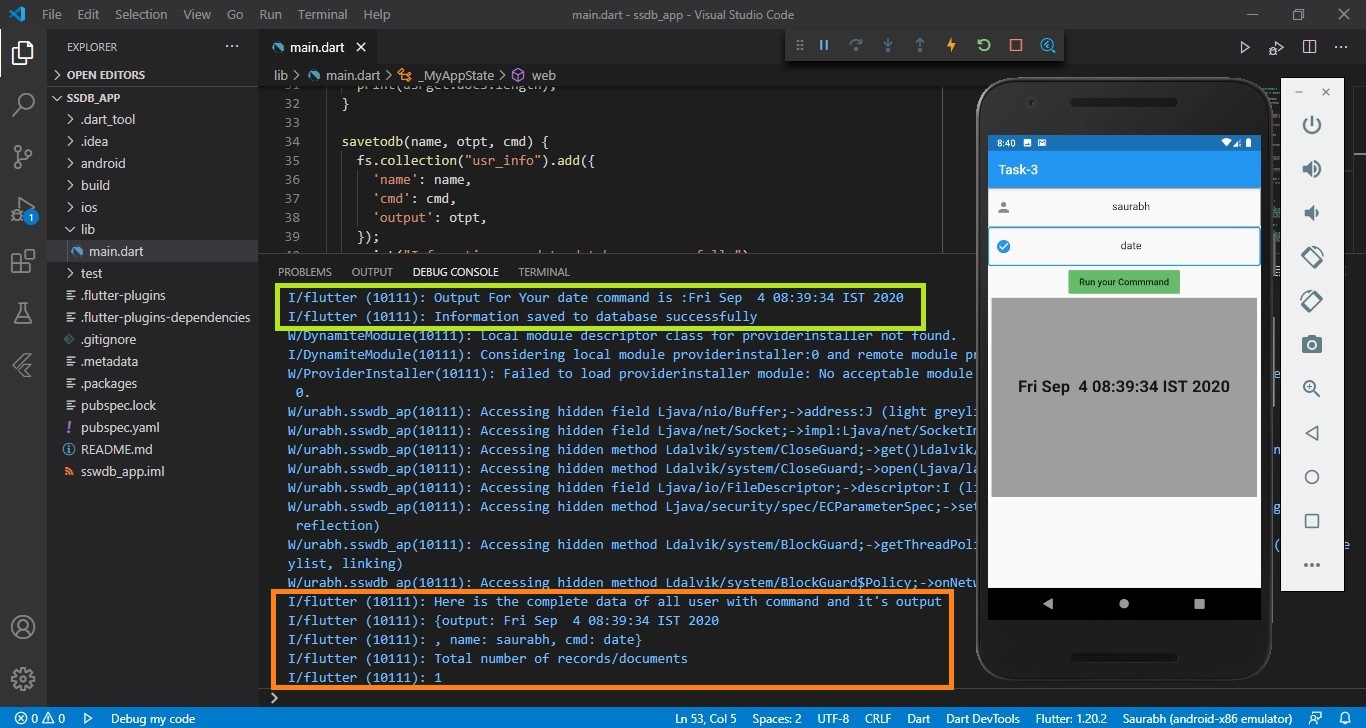 File Edit Selection View Go Run Terminal Help
main.dart - ssdb_app - Visual Studio Code
EXPLORER
OPEN EDITORS
SSDB_APP
.dart_tool
.idea
android
build
ios
lib
main.dart
test
.flutter-plugins
.flutter-plugins-dependencies
.gitignore
.metadata
.packages
pubspec.lock
pubspec.yaml
README.md
sswdb_app.iml
1
main.dart
lib > main.dart > _MyAppState > web
32 }
33
34 savetodb(name, otpt, cmd) {
35 fs.collection("usr_info").add({
36 'name': name,
37 'cmd': cmd,
38 'output': otpt,
39 });
PROBLEMS OUTPUT DEBUG CONSOLE TERMINAL
I/flutter (10111): Output For Your date command is :Fri Sep  4 08:39:34 IST 2020
I/flutter (10111): Information saved to database successfully
W/DynamiteModule(10111): Local module descriptor class for providerinstaller not found.
I/DynamiteModule(10111): Considering local module providerinstaller:0 and remote module pr
W/ProviderInstaller(10111): Failed to load providerinstaller module: No acceptable module
0.
W/urabh.sswdb_ap(10111): Accessing hidden field Ljava/nio/Buffer;->address:J (light greyli
W/urabh.sswdb_ap(10111): Accessing hidden field Ljava/net/Socket;->impl:Ljava/net/SocketIm
W/urabh.sswdb_ap(10111): Accessing hidden method Ldalvik/system/CloseGuard;->get()Ldalvik/
W/urabh.sswdb_ap(10111): Accessing hidden method Ldalvik/system/CloseGuard;->open(Ljava/la
W/urabh.sswdb_ap(10111): Accessing hidden field Ljava/io/FileDescriptor;->descriptor:I (li
W/urabh.sswdb_ap(10111): Accessing hidden method Ljava/security/spec/ECParameterSpec;->set
reflection)
W/urabh.sswdb_ap(10111): Accessing hidden method Ldalvik/system/BlockGuard;->getThreadPoli
ylist, linking)
W/urabh.sswdb_ap(10111): Accessing hidden method Ldalvik/system/BlockGuard$Policy;->onNetw
I/flutter (10111): Here is the complete data of all user with command and it's output
I/flutter (10111): {output: Fri Sep  4 08:39:34 IST 2020
I/flutter (10111): , name: saurabh, cmd: date}
I/flutter (10111): Total number of records/documents
I/flutter (10111): 1
8:40
Task-3
saurabh
date
Run your Commmand
Fri Sep  4 08:39:34 IST 2020
0 0 Debug my code
Ln 53, Col 5 Spaces: 2 UTF-8 CRLF Dart Dart DevTools Flutter: 1.20.2 Saurabh (android-x86 emulator)